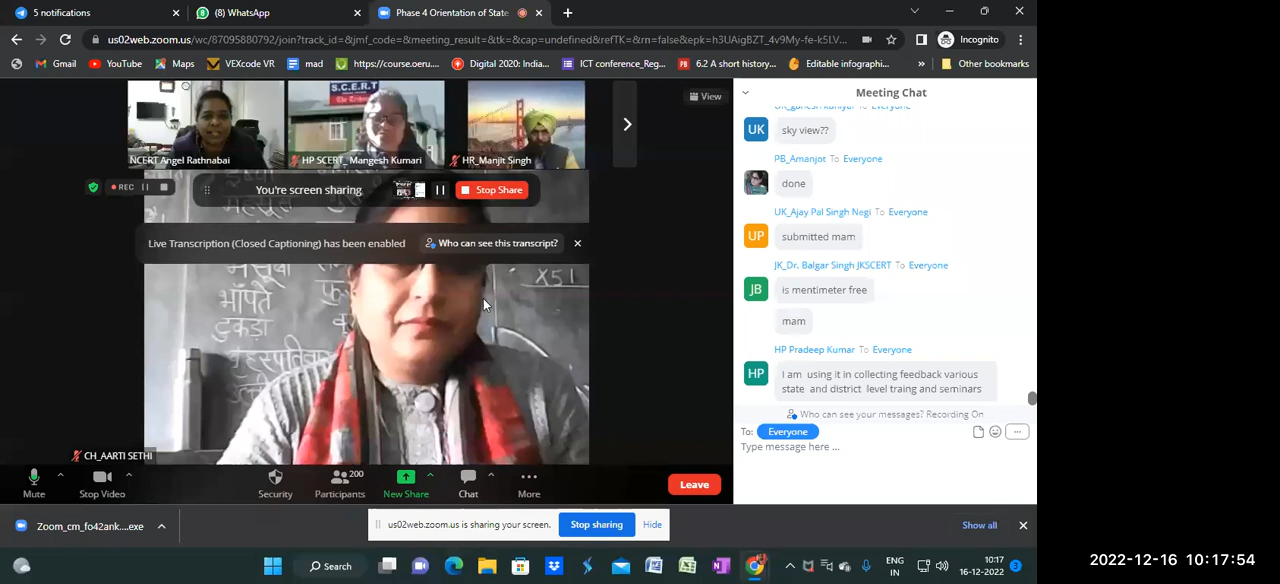 5 notifications
(8) WhatsApp
Phase 4 Orientation of State
us02web.zoom.us/wc/87095880792/join?track_id=&jmf_code=&meeting_result=&tk=&cap=undefined&refTK=&rn=false&epk=h3UAigBZT_4v9My-fe-k5LV...
Incognito
Gmail
YouTube
Maps
VEXcode VR
mad
https://course.oeru....
Digital 2020: India...
ICT conference_Reg...
6.2 A short history...
Editable infographi...
»
Other bookmarks
S.C.E.R.T
View
NCERT Angel Rathnabai
HP SCERT_ Mangesh Kumari
HR_Manjit Singh
REC
You're screen sharing
Stop Share
Live Transcription (Closed Captioning) has been enabled
Who can see this transcript?
भाँपते
टुकड़ा
X51
CH_AARTI SETHI
Mute
Stop Video
Security
Participants
200
New Share
Chat
More
Leave
Meeting Chat
To Everyone
UK
sky view??
PB_Amanjot To Everyone
done
UK_Ajay Pal Singh Negi To Everyone
UP
submitted mam
JK_Dr. Balgar Singh JKSCERT To Everyone
JB
is mentimeter free
mam
HP Pradeep Kumar To Everyone
HP
I am using it in collecting feedback various
state and district level traing and seminars
Who can see your messages? Recording On
To: Everyone
Type message here ...
Zoom_cm_fo42ank....exe
us02web.zoom.us is sharing your screen.
Stop sharing
Hide
Show all
Search
ENG
IN
10:17
16-12-2022
3
2022-12-16 10:17:54